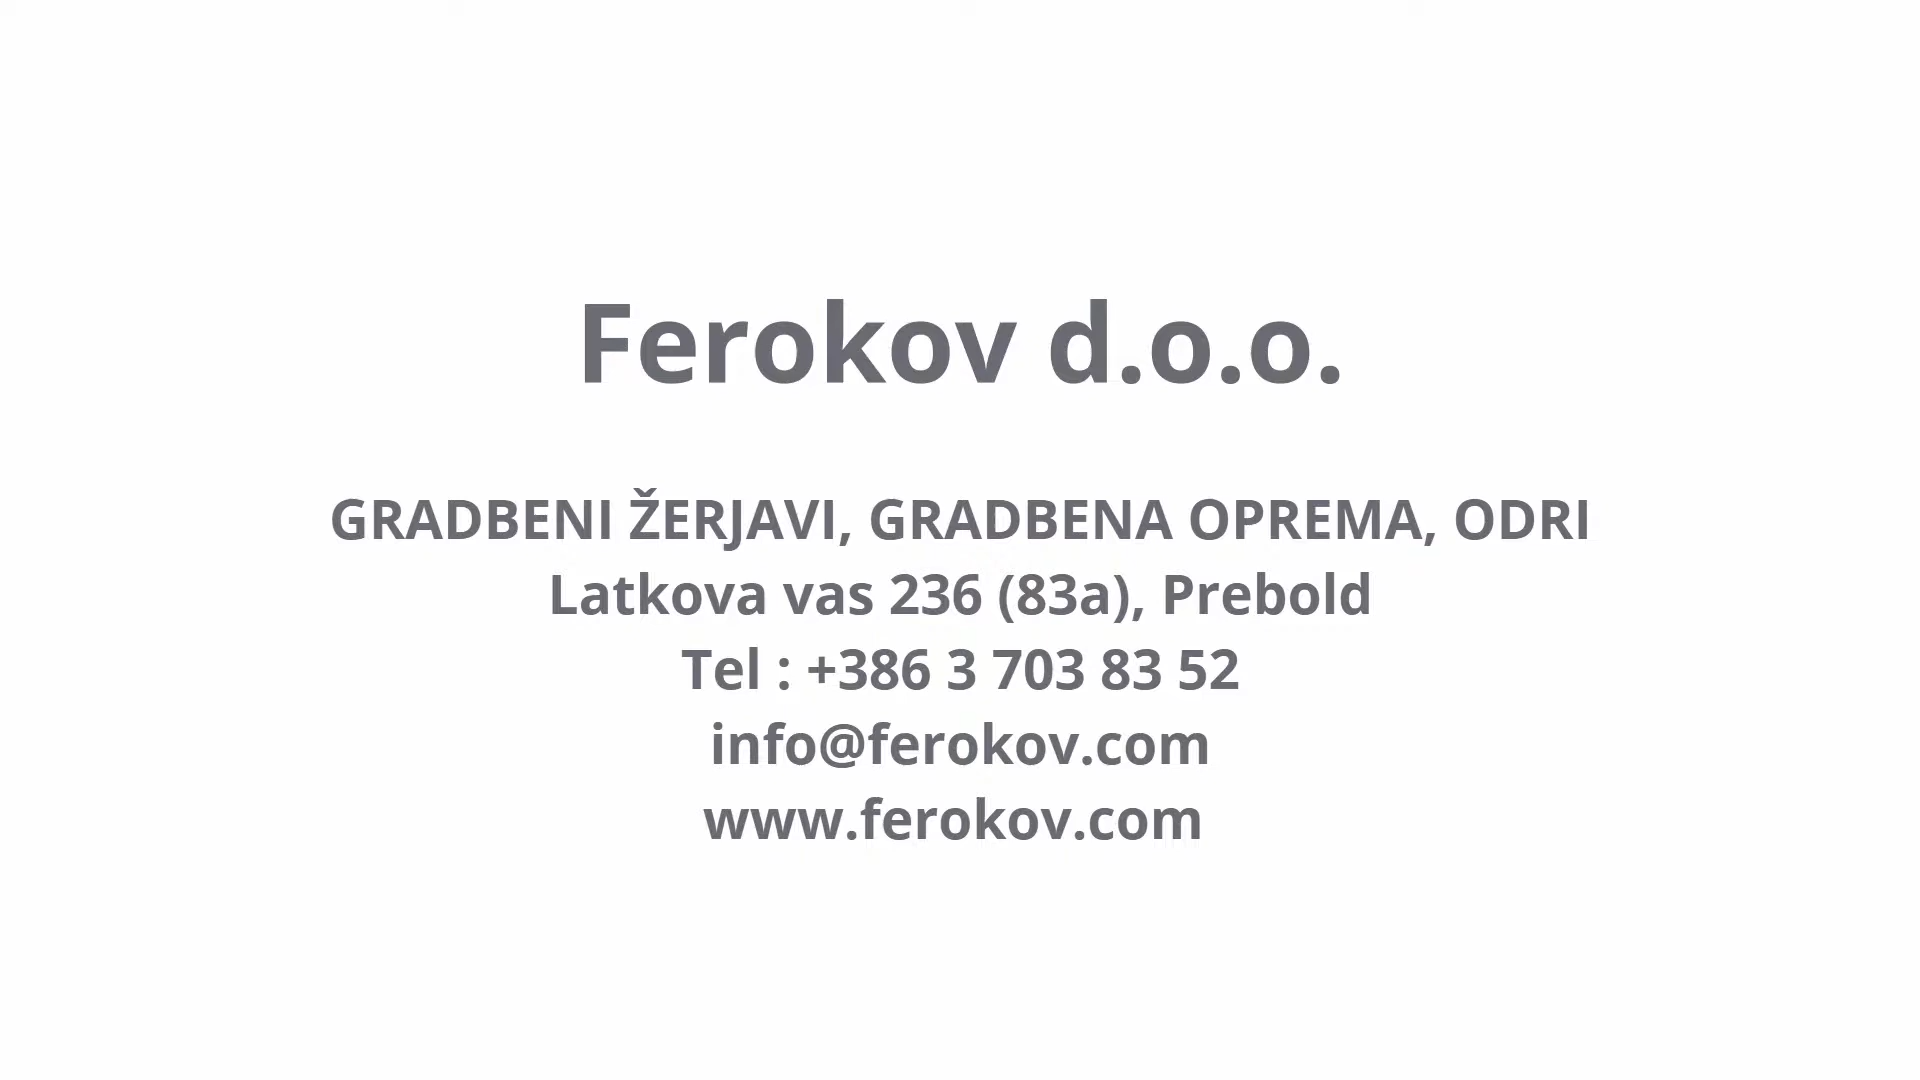 Ferokov d.o.o.
GRADBENI ŽERJAVI, GRADBENA OPREMA, ODRI
Latkova vas 236 (83a), Prebold
Tel : +386 3 703 83 52
info@ferokov.com
www.ferokov.com